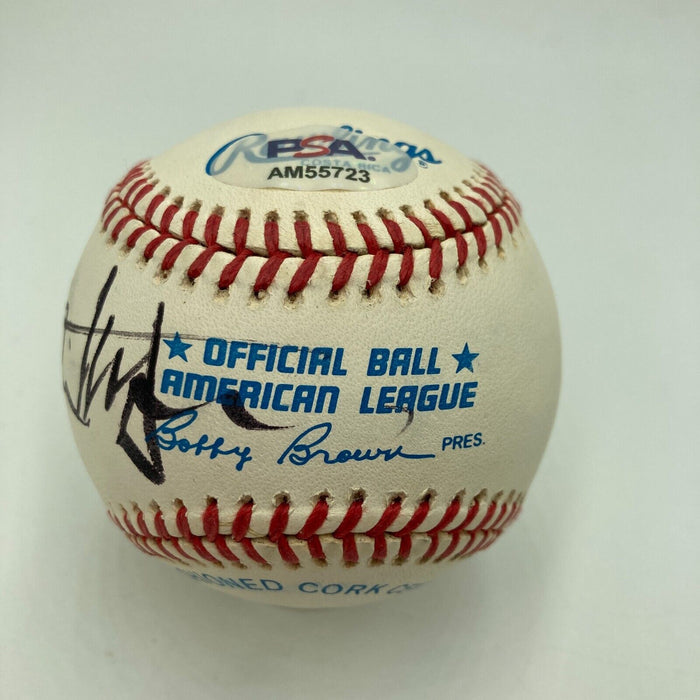 Rawlings ®
PSA.
COSTA RICA
AM55723
★ OFFICIAL BALL ★
AMERICAN LEAGUE
Bobby Brown PRES.
CORK